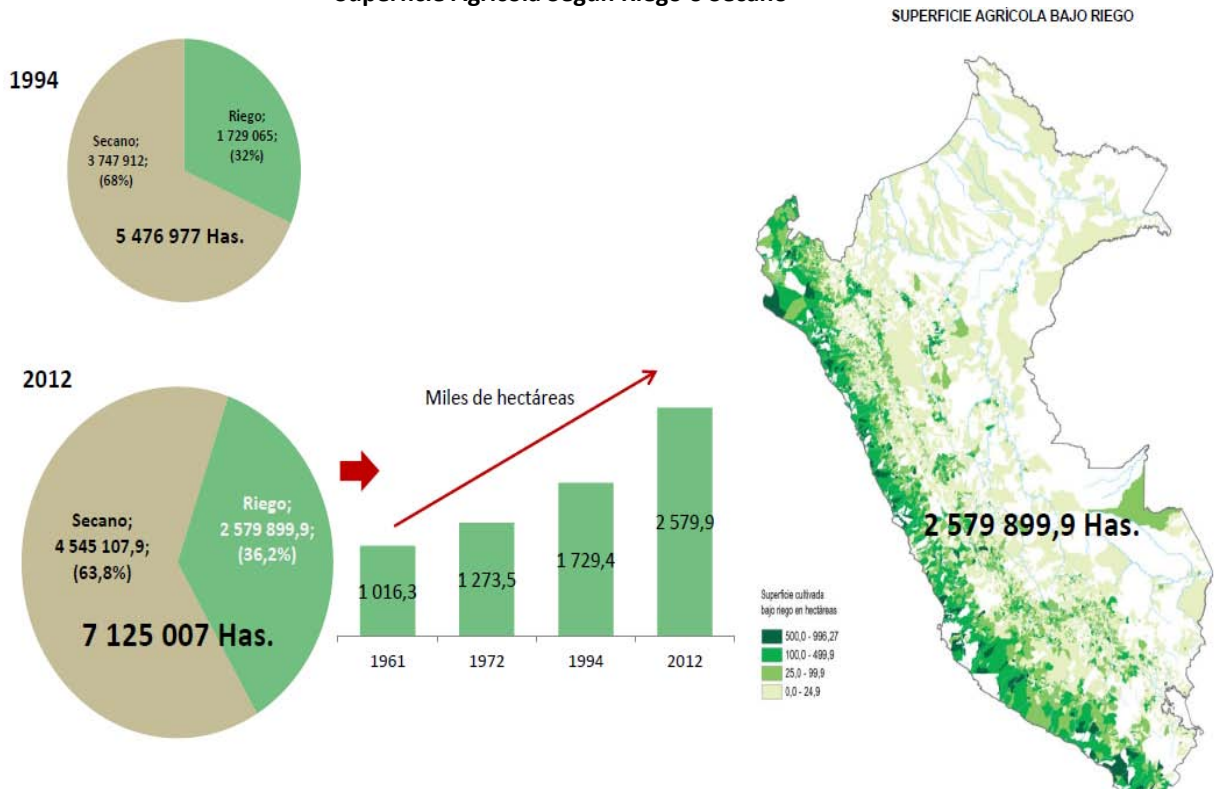 Superficie Agrícola según Riego o Secano
SUPERFICIE AGRÍCOLA BAJO RIEGO
1994
Riego;
1 729 065;
(32%)
Secano;
3 747 912;
(68%)
5 476 977 Has.
2012
Riego;
2 579 899,9;
(36,2%)
Secano;
4 545 107,9;
(63,8%)
7 125 007 Has.
Miles de hectáreas
1 016,3
1 273,5
1 729,4
2 579,9
1961
1972
1994
2012
2 579 899,9 Has.
Superficie cultivada
bajo riego en hectáreas
500,0 - 996,27
100,0 - 499,9
25,0 - 99,9
0,0 - 24,9